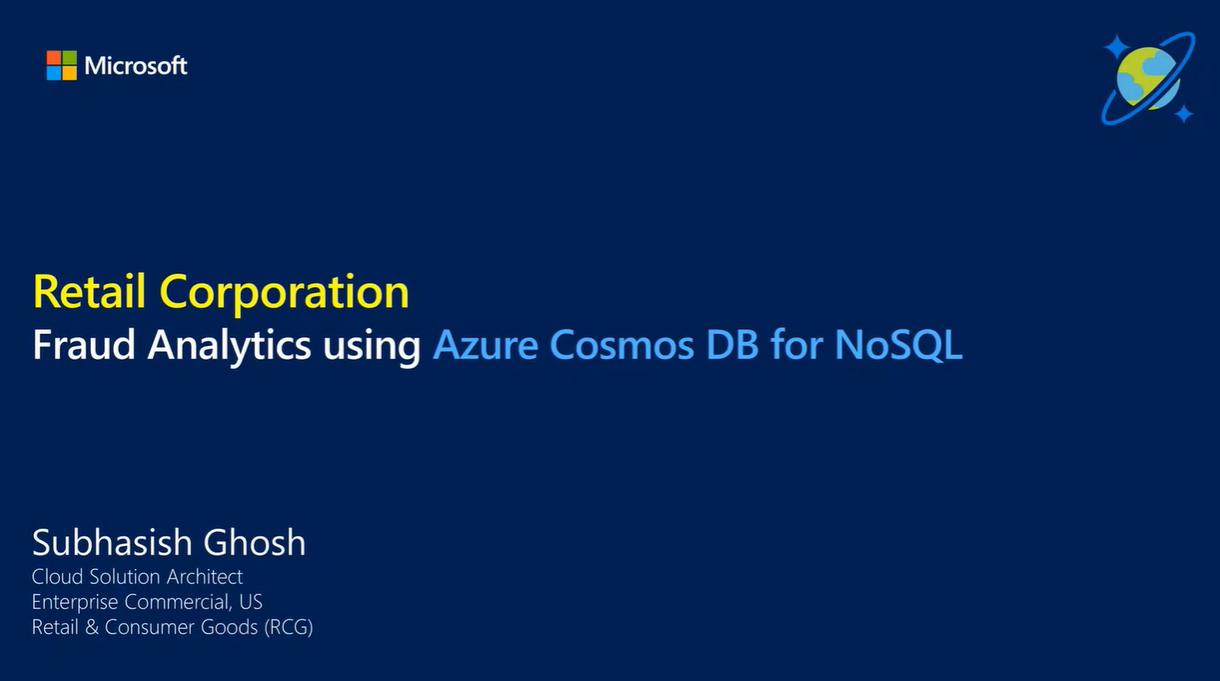 Microsoft
Retail Corporation
Fraud Analytics using Azure Cosmos DB for NoSQL
Subhasish Ghosh
Cloud Solution Architect
Enterprise Commercial, US
Retail & Consumer Goods (RCG)